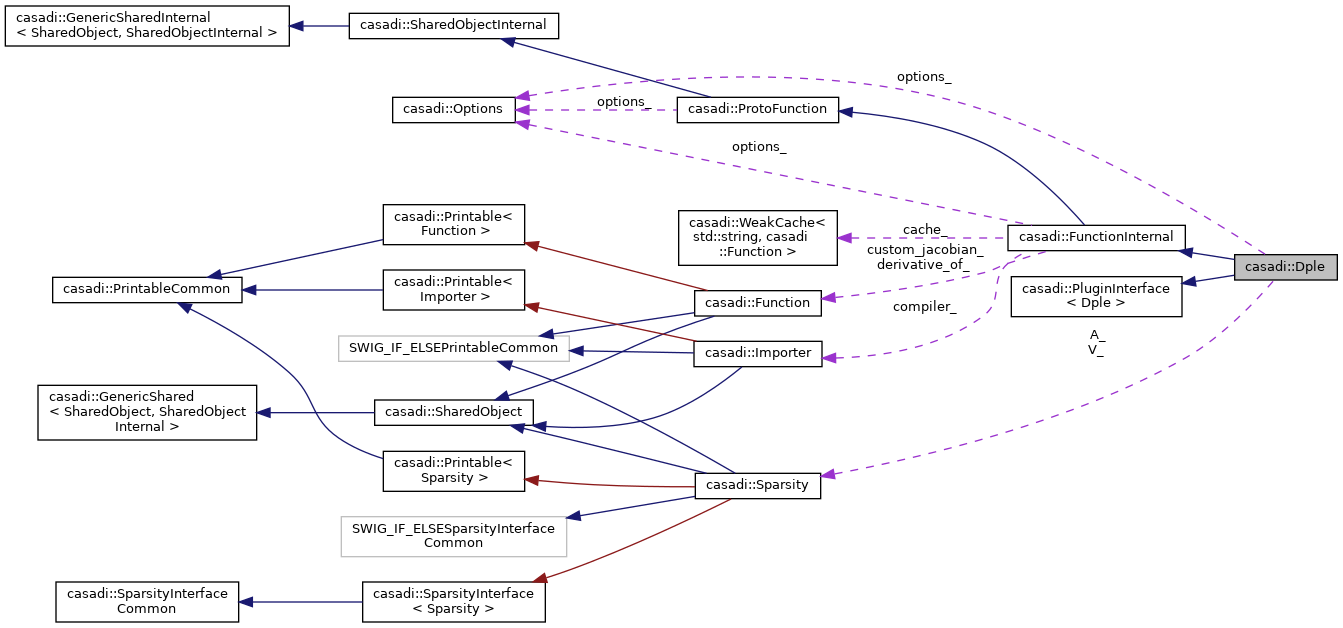 casadi::GenericSharedInternal
< SharedObject, SharedObjectInternal >
casadi::SharedObjectInternal
options_
casadi::Options
options_
casadi::ProtoFunction
options_
casadi::Printable<
Function >
casadi::WeakCache<
std::string, casadi
::Function >
cache_
casadi::FunctionInternal
custom_jacobian_
derivative_of_
casadi::Dple
casadi::PrintableCommon
casadi::Printable<
Importer >
casadi::Function
compiler_
casadi::PluginInterface
< Dple >
SWIG_IF_ELSEPrintableCommon
casadi::Importer
A_
V_
casadi::GenericShared
< SharedObject, SharedObject
Internal >
casadi::SharedObject
casadi::Printable<
Sparsity >
casadi::Sparsity
SWIG_IF_ELSESparsityInterface
Common
casadi::SparsityInterface
Common
casadi::SparsityInterface
< Sparsity >